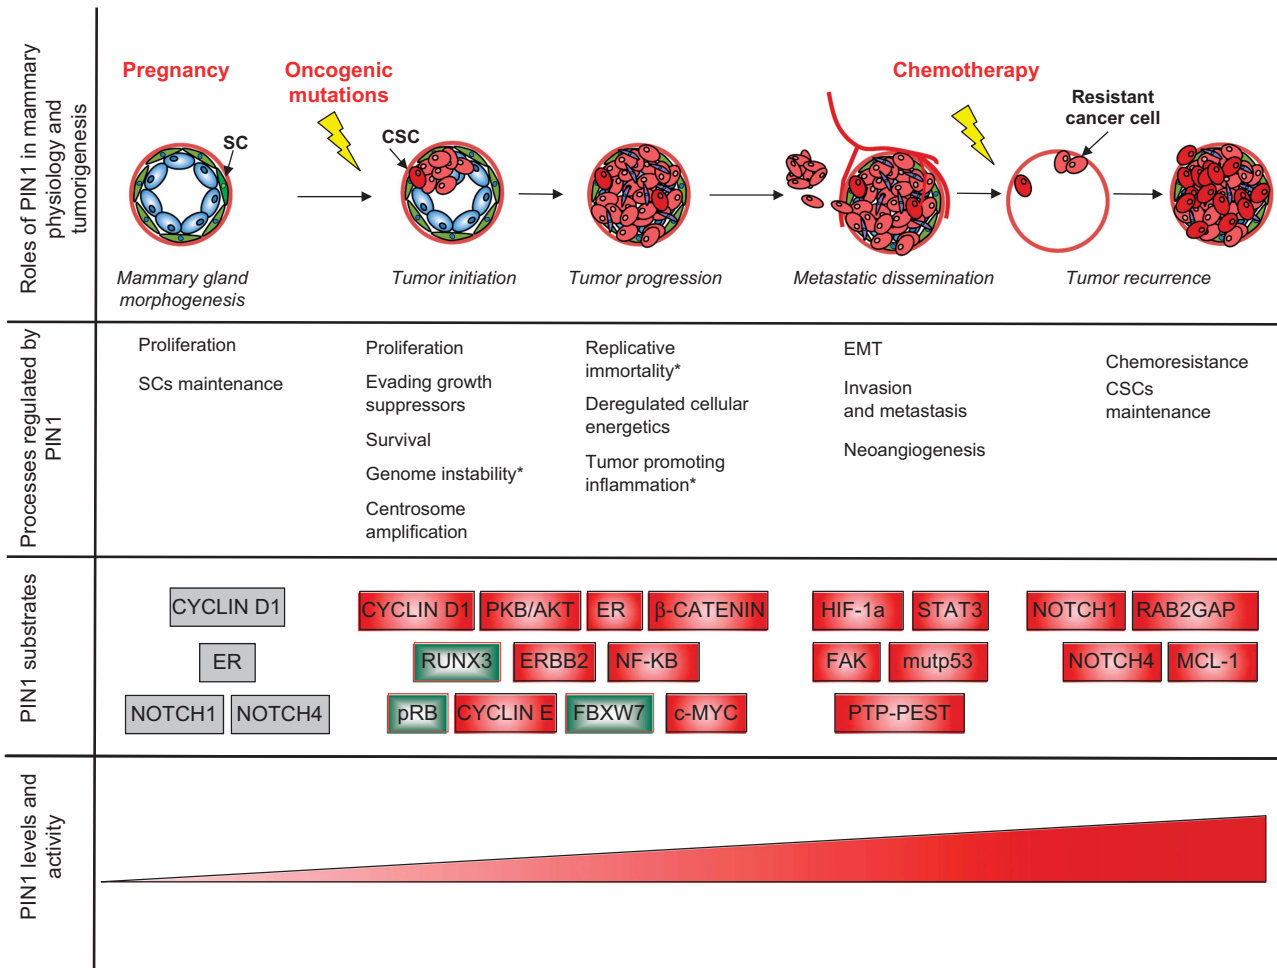 Roles of PIN1 in mammary
physiology and
tumorigenesis
Pregnancy
Oncogenic
mutations
Chemotherapy
SC
CSC
Resistant
cancer cell
Mammary gland
morphogenesis
Tumor initiation
Tumor progression
Metastatic dissemination
Tumor recurrence
Processes regulated by
PIN1
Proliferation
SCs maintenance
Proliferation
Evading growth
suppressors
Survival
Genome instability*
Centrosome
amplification
Replicative
immortality*
Deregulated cellular
energetics
Tumor promoting
inflammation*
EMT
Invasion
and metastasis
Neoangiogenesis
Chemoresistance
CSCs
maintenance
PIN1 substrates
CYCLIN D1
ER
NOTCH1 NOTCH4
CYCLIN D1 PKB/AKT ER β-CATENIN
RUNX3 ERBB2 NF-KB
pRB CYCLIN E FBXW7 c-MYC
HIF-1a STAT3
FAK mutp53
PTP-PEST
NOTCH1 RAB2GAP
NOTCH4 MCL-1
PIN1 levels and
activity